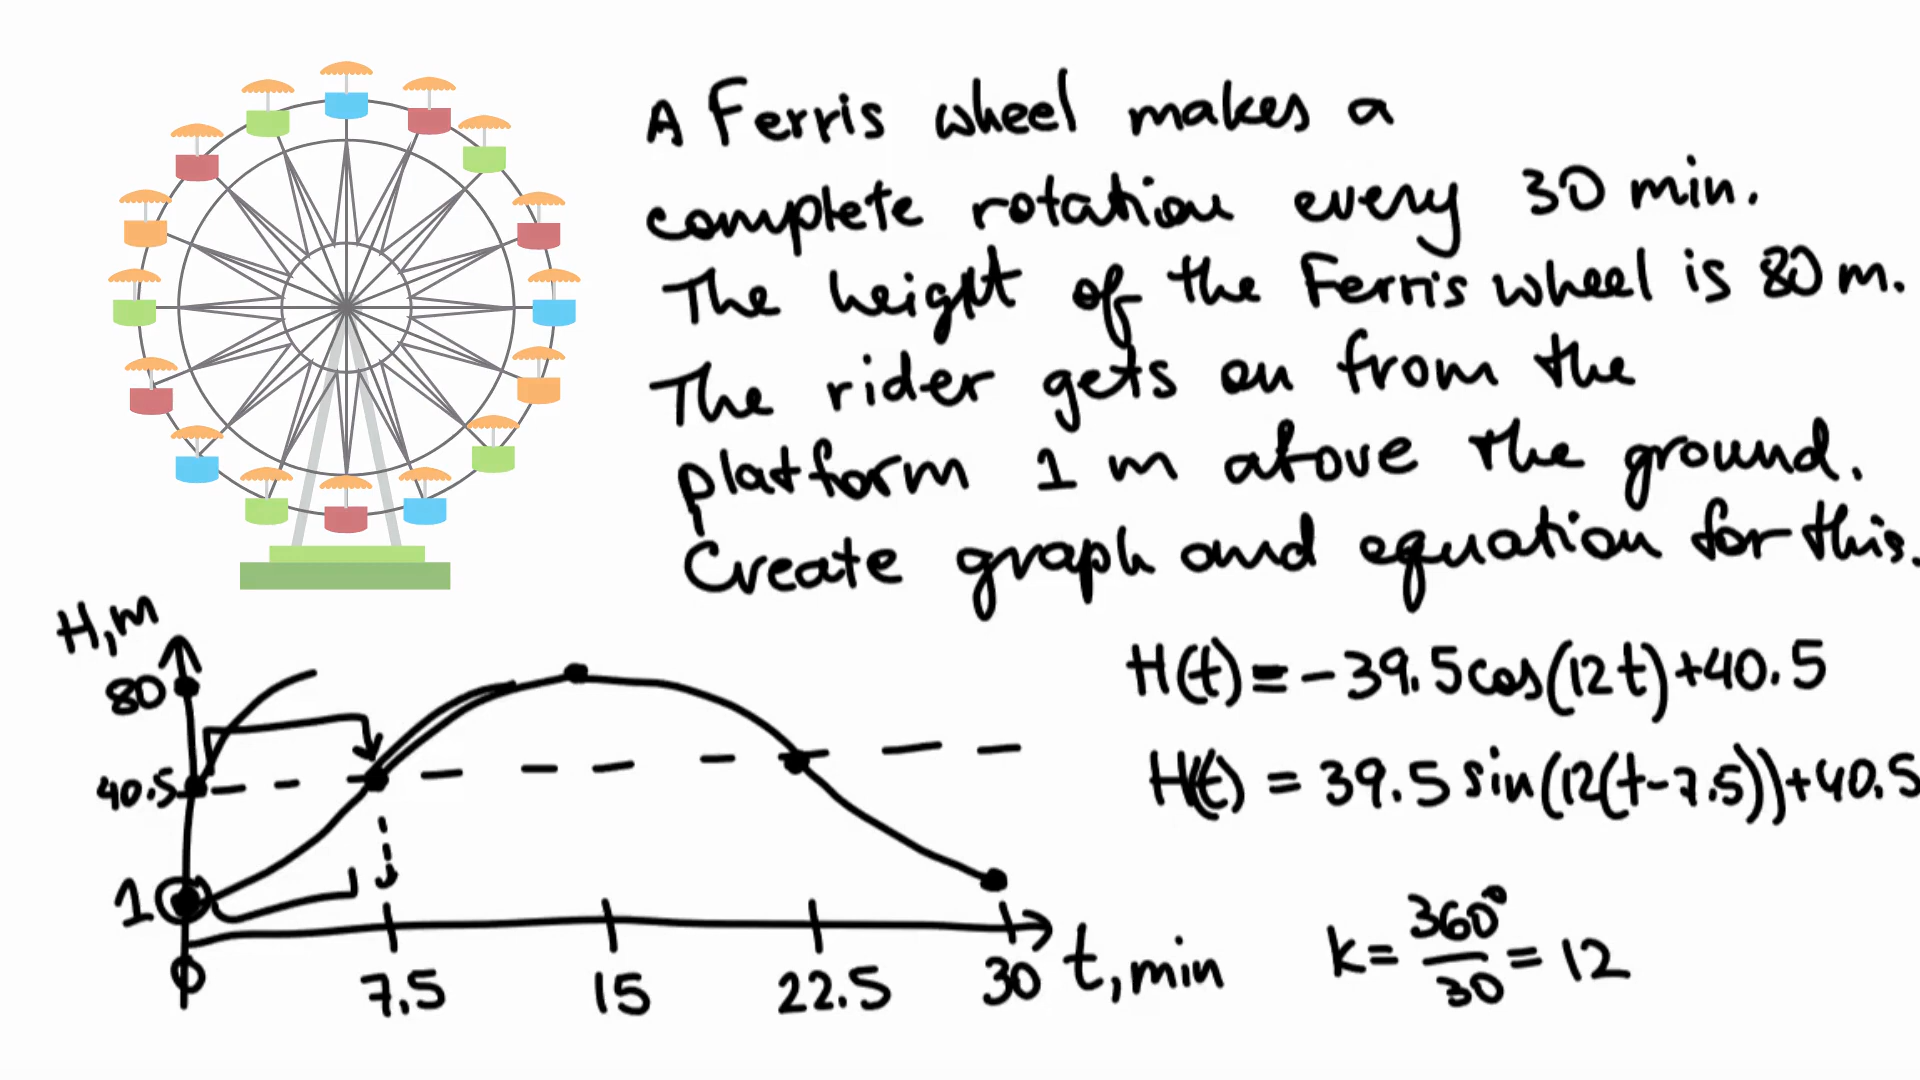 A Ferris wheel makes a
complete rotation every 30 min.
The height of the Ferris wheel is 80 m.
The rider gets on from the
platform 1 m above the ground.
Create graph and equation for this.
H,m
80
40.5
1
0
7.5
15
22.5
30
t,min
H(t)=-39.5cos(12t)+40.5
H(t)=39.5sin(12(t-7.5))+40.5
k=360°/30=12